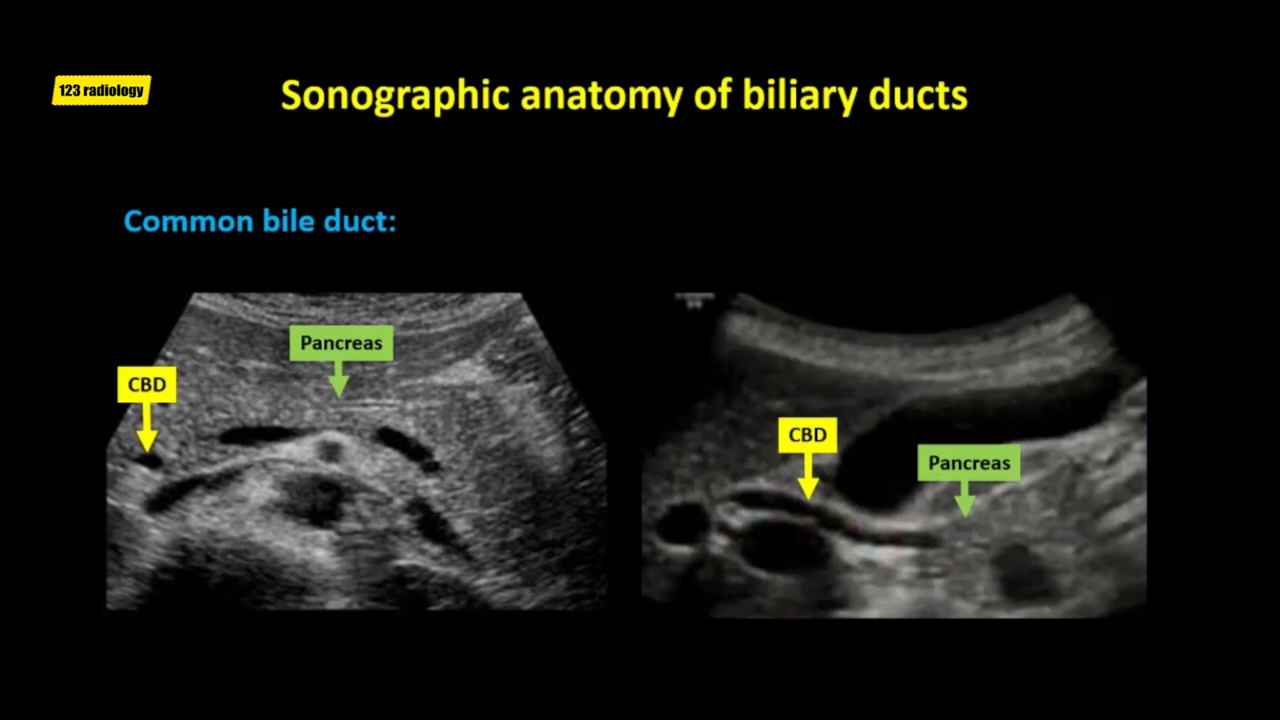 123 radiology
Sonographic anatomy of biliary ducts
Common bile duct:
Pancreas
CBD
CBD
Pancreas